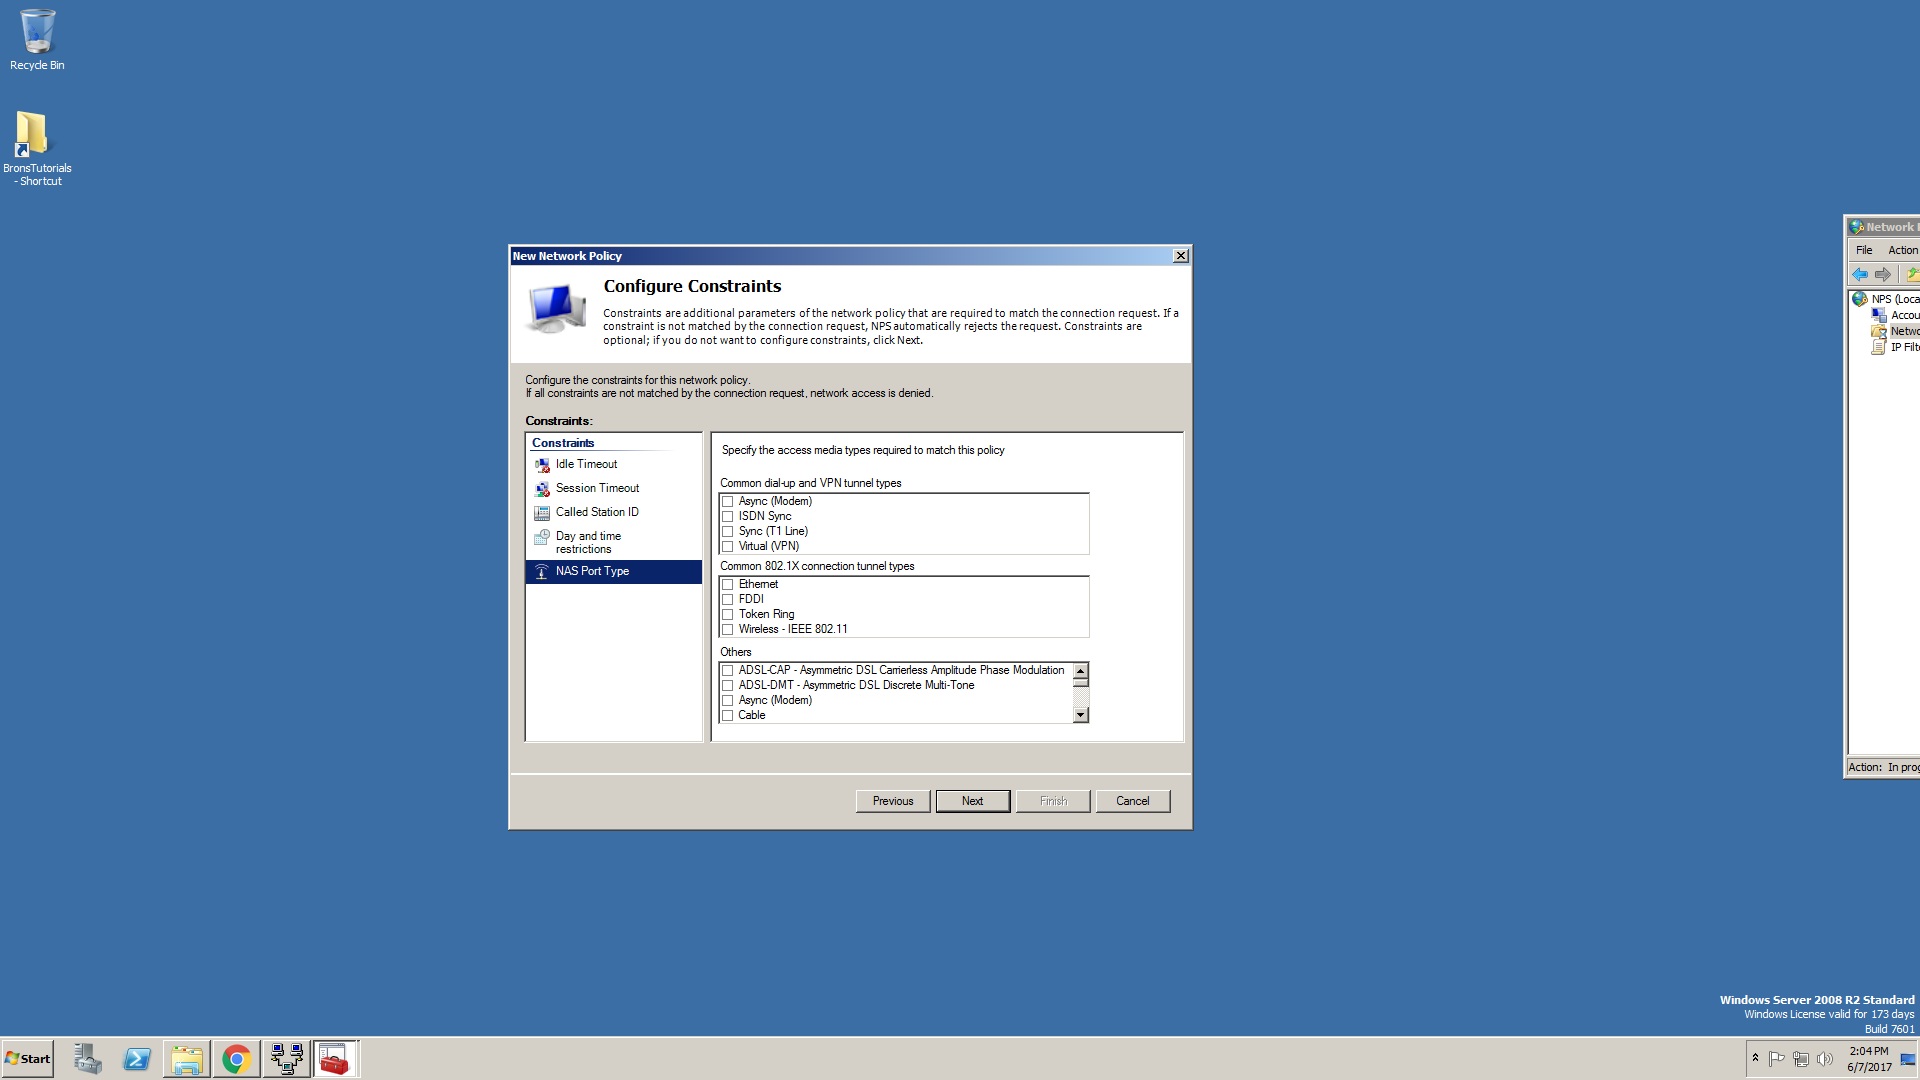 Recycle Bin
BronsTutorials
- Shortcut
New Network Policy
Configure Constraints
Constraints are additional parameters of the network policy that are required to match the connection request. If a
constraint is not matched by the connection request, NPS automatically rejects the request. Constraints are
optional; if you do not want to configure constraints, click Next.
Configure the constraints for this network policy.
If all constraints are not matched by the connection request, network access is denied.
Constraints:
Constraints
Idle Timeout
Session Timeout
Called Station ID
Day and time
restrictions
NAS Port Type
Specify the access media types required to match this policy
Common dial-up and VPN tunnel types
Async (Modem)
ISDN Sync
Sync (T1 Line)
Virtual (VPN)
Common 802.1X connection tunnel types
Ethernet
FDDI
Token Ring
Wireless - IEEE 802.11
Others
ADSL-CAP - Asymmetric DSL Carrierless Amplitude Phase Modulation
ADSL-DMT - Asymmetric DSL Discrete Multi-Tone
Async (Modem)
Cable
Previous Next Finish Cancel
Network
File Action
NPS (Loca
Accou
Netwo
IP Filte
Action: In prog
Windows Server 2008 R2 Standard
Windows License valid for 173 days
Build 7601
Start
2:04 PM
6/7/2017